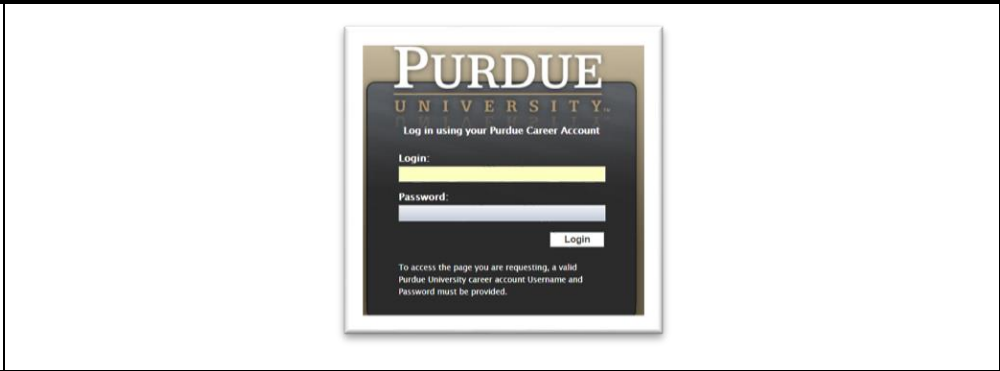 PURDUE
UNIVERSITY™
Log in using your Purdue Career Account
Login:
Password:
Login
To access the page you are requesting, a valid
Purdue University career account Username and
Password must be provided.